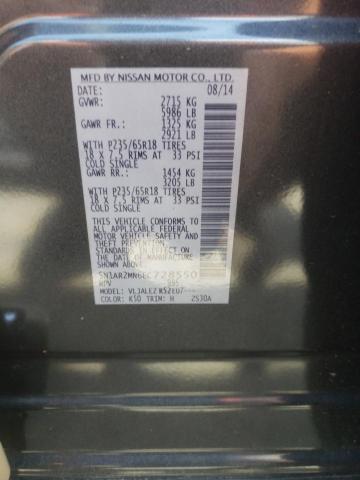 MFD BY NISSAN MOTOR CO., LTD.
DATE: 08/14
GVWR: 2715 KG
5986 LB
GAWR FR.: 1325 KG
2921 LB
WITH P235/65R18 TIRES
18 X 7.5 RIMS AT 33 PSI
COLD SINGLE
GAWR RR.: 1454 KG
3205 LB
WITH P235/65R18 TIRES
18 X 7.5 RIMS AT 33 PSI
COLD SINGLE
THIS VEHICLE CONFORMS
TO ALL APPLICABLE FEDERAL
MOTOR VEHICLE SAFETY
STANDARDS IN EFFECT ON
THE DATE OF MANUFACTURE
SHOWN ABOVE.
5N1AR2MN6EC728550
MPV
MODEL:
COLOR: K50 TRIM: H 2S30A